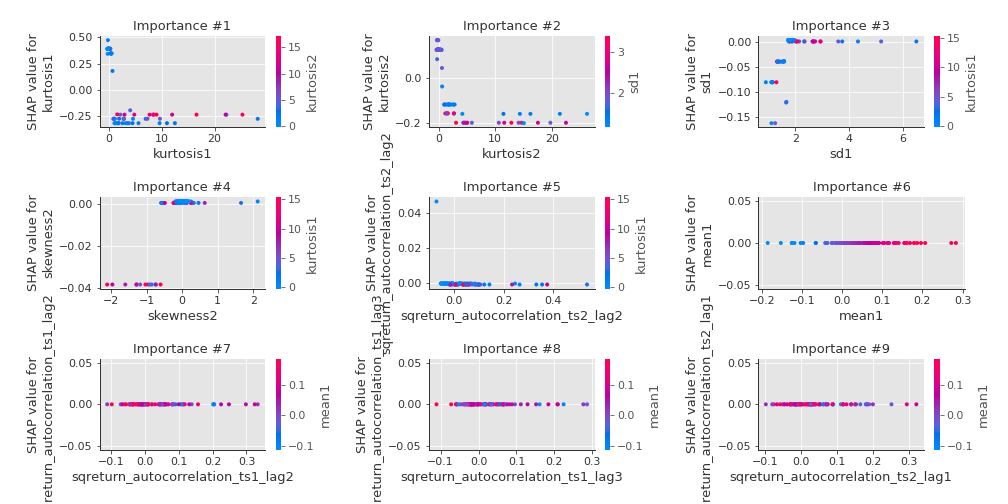 Importance #1
SHAP value for
kurtosis1
0.50
0.25
0.00
−0.25
0
10
20
kurtosis1
15
10
5
0
kurtosis2
Importance #2
SHAP value for
kurtosis2
0.0
−0.2
0
10
20
kurtosis2
3
2
sd1
Importance #3
SHAP value for
sd1
0.00
−0.05
−0.10
−0.15
2
4
6
sd1
15
10
5
0
kurtosis1
Importance #4
SHAP value for
skewness2
0.00
−0.02
−0.04
−2
−1
0
1
2
skewness2
15
10
5
0
kurtosis1
Importance #5
SHAP value for
sqreturn_autocorrelation_ts2_lag2
0.04
0.02
0.00
0.0
0.2
0.4
sqreturn_autocorrelation_ts2_lag2
15
10
5
0
kurtosis1
Importance #6
SHAP value for
mean1
0.05
0.00
−0.05
−0.2
−0.1
0.0
0.1
0.2
0.3
mean1
Importance #7
SHAP value for
return_autocorrelation_ts1_lag2
0.05
0.00
−0.05
−0.1
0.0
0.1
0.2
0.3
sqreturn_autocorrelation_ts1_lag2
0.1
0.0
−0.1
mean1
Importance #8
SHAP value for
return_autocorrelation_ts1_lag3
0.05
0.00
−0.05
−0.1
0.0
0.1
0.2
0.3
sqreturn_autocorrelation_ts1_lag3
0.1
0.0
−0.1
mean1
Importance #9
SHAP value for
return_autocorrelation_ts2_lag1
0.05
0.00
−0.05
−0.1
0.0
0.1
0.2
0.3
sqreturn_autocorrelation_ts2_lag1
0.1
0.0
−0.1
mean1